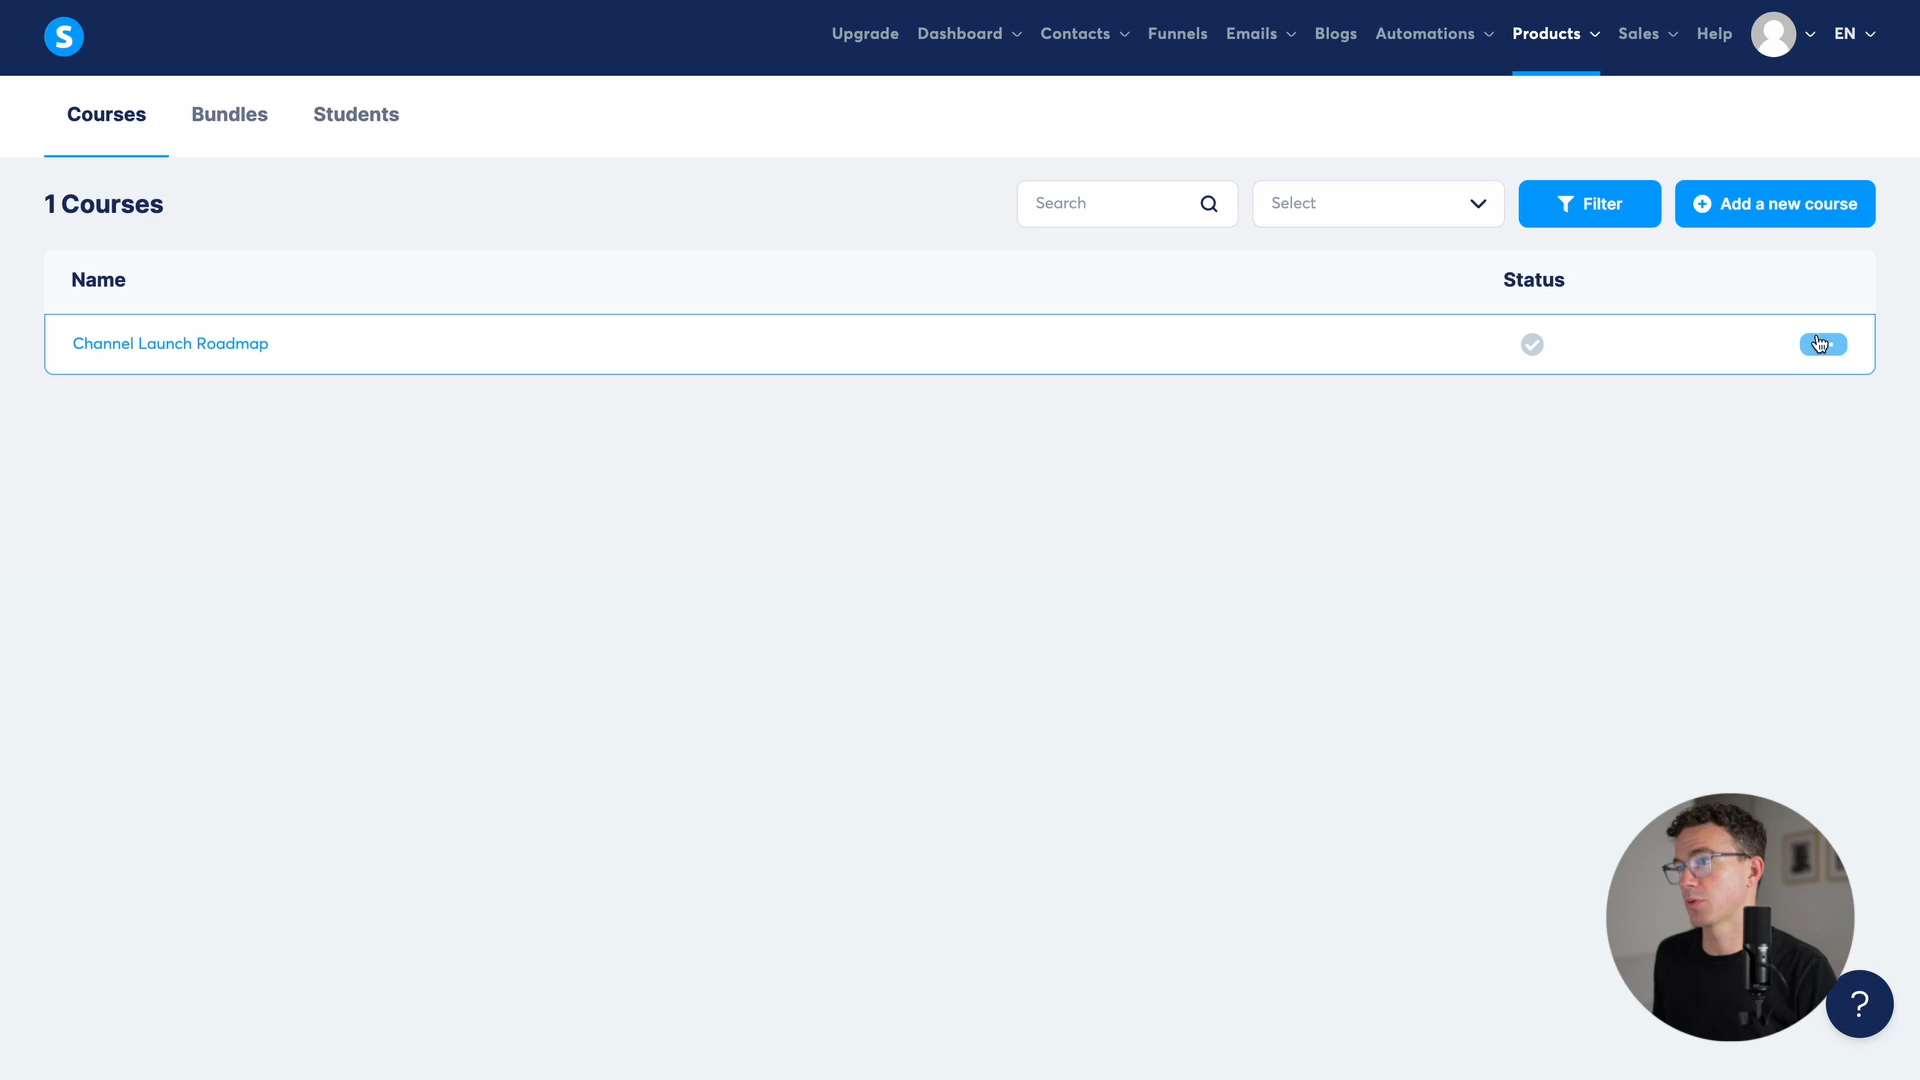 S
Upgrade Dashboard Contacts Funnels Emails Blogs Automations Products Sales Help EN
Courses Bundles Students
1 Courses
Search
Select
Filter
Add a new course
Name Status
Channel Launch Roadmap
?